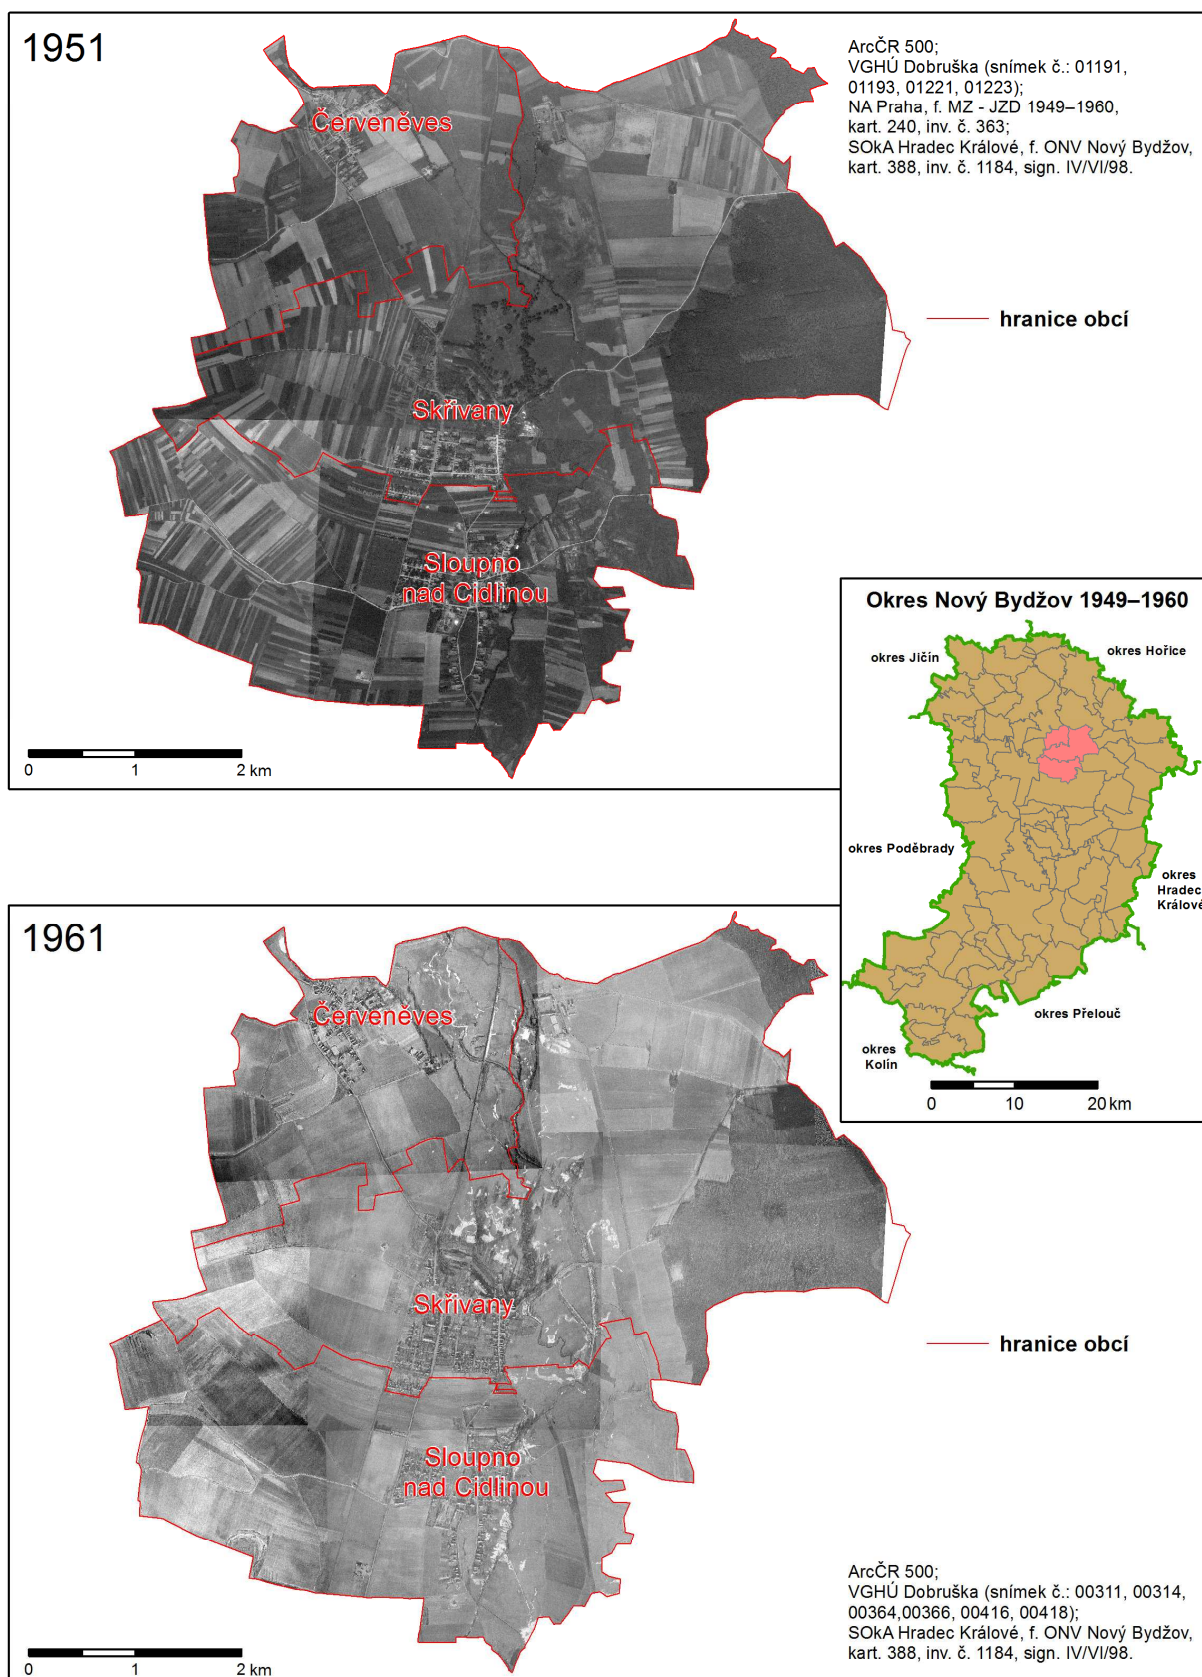 1951
ArcČR 500;
VGHÚ Dobruška (snímek č.: 01191,
01193, 01221, 01223);
NA Praha, f. MZ - JZD 1949–1960,
kart. 240, inv. č. 363;
SOkA Hradec Králové, f. ONV Nový Bydžov,
kart. 388, inv. č. 1184, sign. IV/VI/98.
Červeněves
hranice obcí
Skřivany
Sloupno
nad Cidlinou
0 1 2 km
Okres Nový Bydžov 1949–1960
okres Jičín
okres Hořice
okres Poděbrady
okres
Hradec
Králové
okres Přelouč
okres
Kolín
0 10 20 km
1961
Červeněves
Skřivany
hranice obcí
Sloupno
nad Cidlinou
ArcČR 500;
VGHÚ Dobruška (snímek č.: 00311, 00314,
00364,00366, 00416, 00418);
SOkA Hradec Králové, f. ONV Nový Bydžov,
kart. 388, inv. č. 1184, sign. IV/VI/98.
0 1 2 km